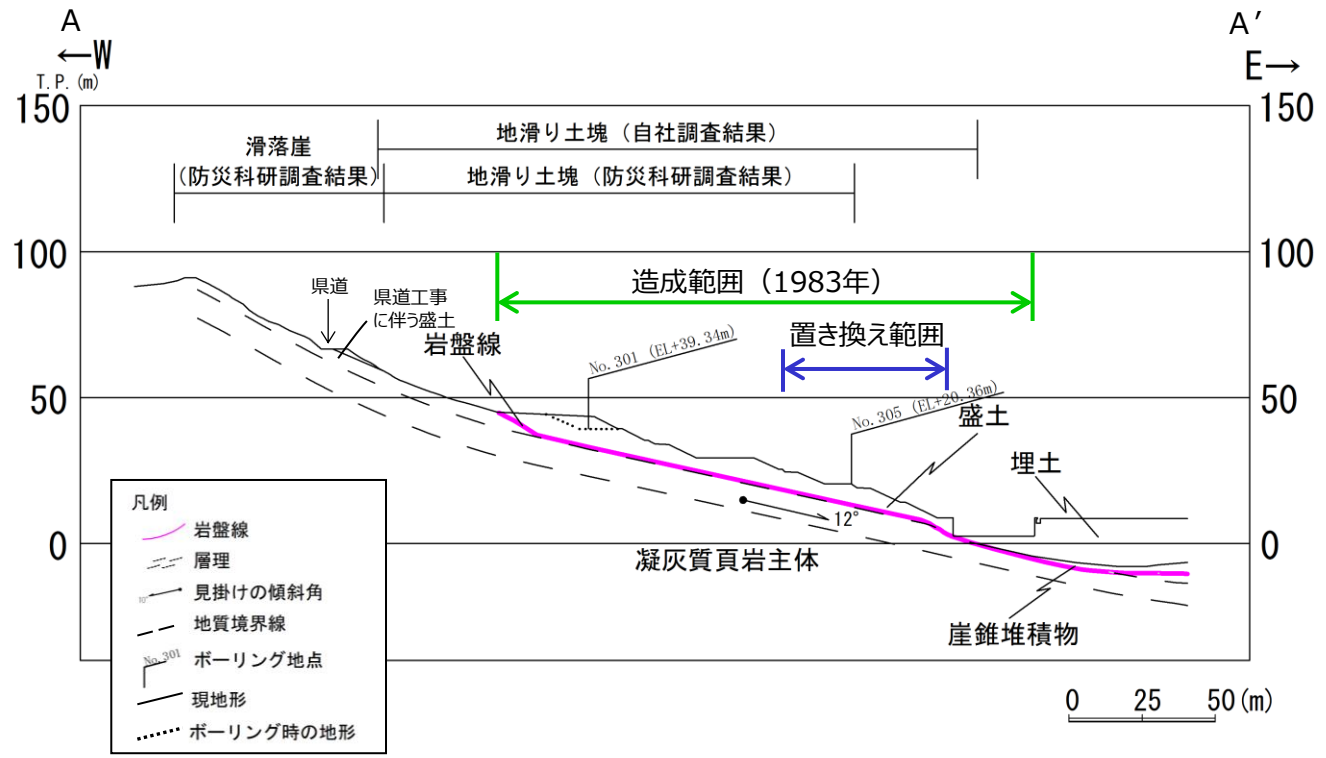 A
A′
←W
E→
T.P.(m)
150
150
滑落崖
(防災科研調査結果)
地滑り土塊（自社調査結果）
地滑り土塊（防災科研調査結果）
100
100
造成範囲（1983年）
県道
県道工事
に伴う盛土
岩盤線
No.301 (EL+39.34m)
置き換え範囲
50
50
No.305 (EL+20.36m)
盛土
埋土
12°
0
0
凝灰質頁岩主体
崖錐堆積物
凡例
岩盤線
層理
10°
見掛けの傾斜角
地質境界線
No.301
ボーリング地点
現地形
ボーリング時の地形
0 25 50(m)